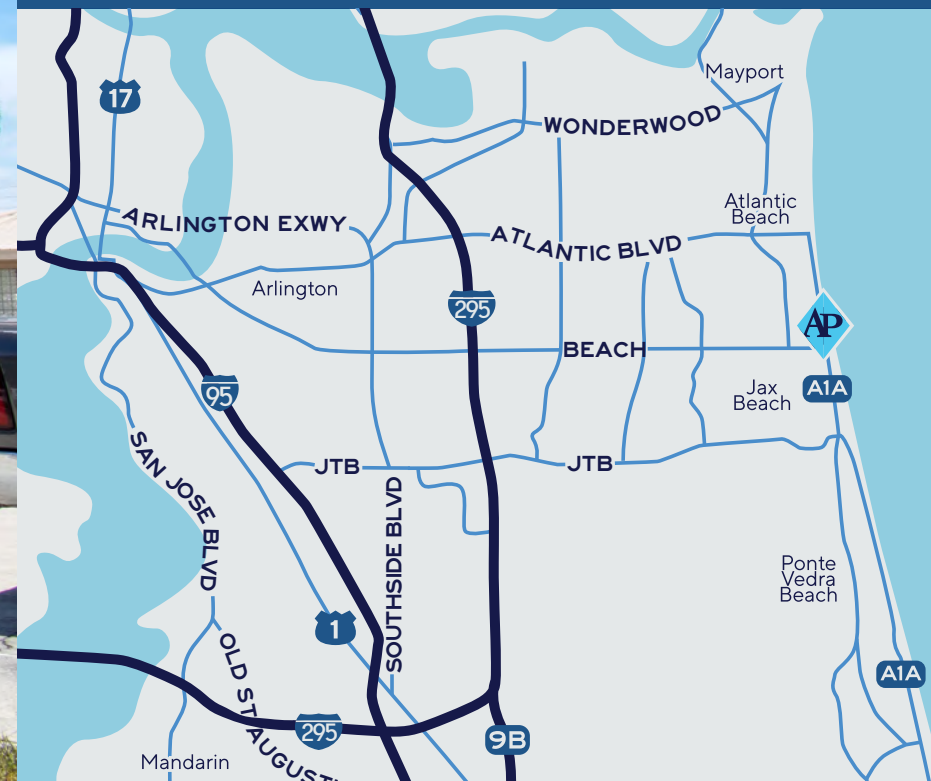 Mayport
17
WONDERWOOD
Atlantic
Beach
ARLINGTON EXWY
ATLANTIC BLVD
Arlington
295
AP
BEACH
95
Jax
Beach
A1A
SAN JOSE BLVD
JTB
JTB
SOUTHSIDE BLVD
Ponte
Vedra
Beach
1
OLD ST
A1A
295
9B
Mandarin